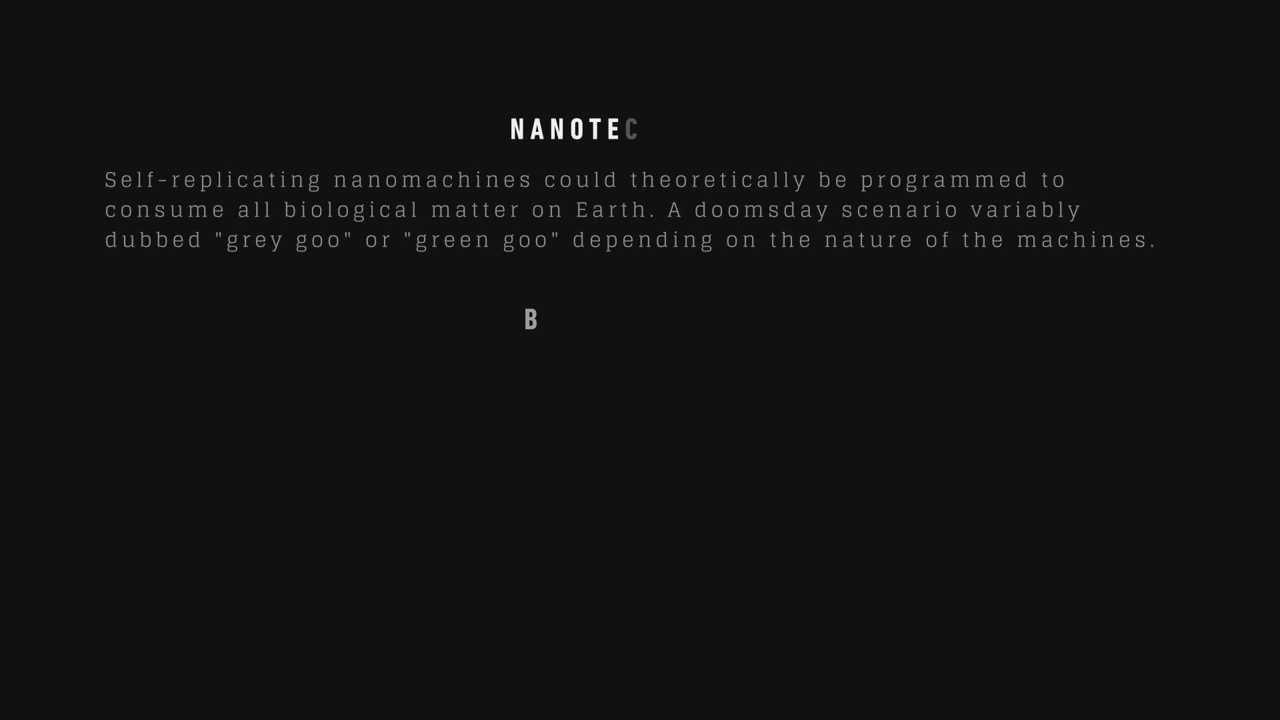 NANOTEC
Self-replicating nanomachines could theoretically be programmed to
consume all biological matter on Earth. A doomsday scenario variably
dubbed "grey goo" or "green goo" depending on the nature of the machines.
B